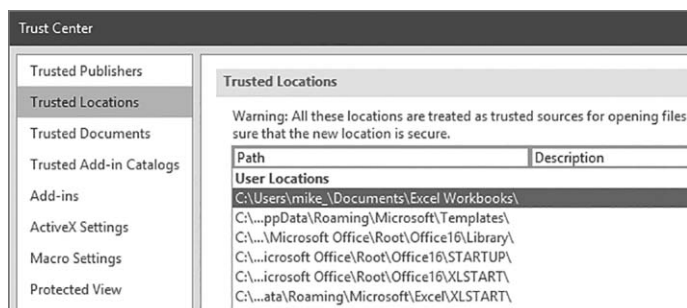 Trust Center
Trusted Publishers
Trusted Locations
Trusted Documents
Trusted Add-in Catalogs
Add-ins
ActiveX Settings
Macro Settings
Protected View
Trusted Locations
Warning: All these locations are treated as trusted sources for opening files
sure that the new location is secure.
Path Description
User Locations
C:\Users\mike_\Documents\Excel Workbooks\
C:\...ppData\Roaming\Microsoft\Templates\
C:\...\Microsoft Office\Root\Office16\Library\
C:\...icrosoft Office\Root\Office16\STARTUP\
C:\...icrosoft Office\Root\Office16\XLSTART\
C:\...ata\Roaming\Microsoft\Excel\XLSTART\